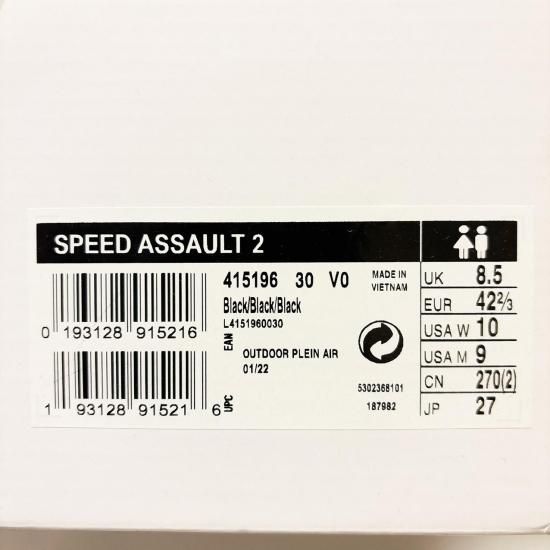 SPEED ASSAULT 2
415196 30 V0
Black/Black/Black
L4151960030
MADE IN
VIETNAM
0 193128 915216
EAN
OUTDOOR PLEIN AIR
01/22
1 93128 91521 6
UPC
5302368101
187982
UK 8.5
EUR 42⅔
USA W 10
USA M 9
CN 270(2)
JP 27